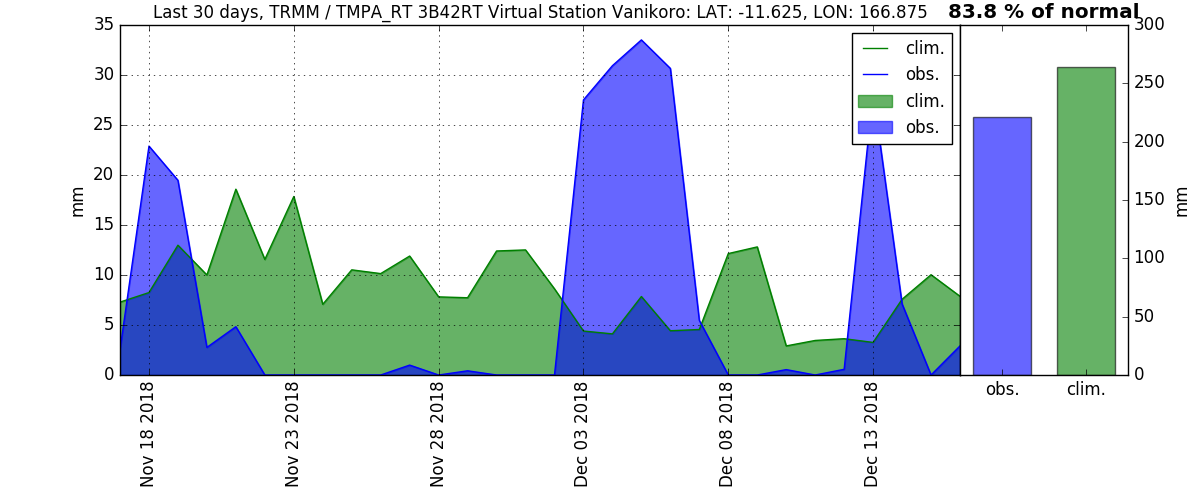 Last 30 days, TRMM / TMPA_RT 3B42RT Virtual Station Vanikoro: LAT: -11.625, LON: 166.875
83.8 % of normal
35
30
25
20
15
10
5
0
mm
clim.
obs.
clim.
obs.
Nov 18 2018
Nov 23 2018
Nov 28 2018
Dec 03 2018
Dec 08 2018
Dec 13 2018
300
250
200
150
100
50
0
mm
obs.
clim.